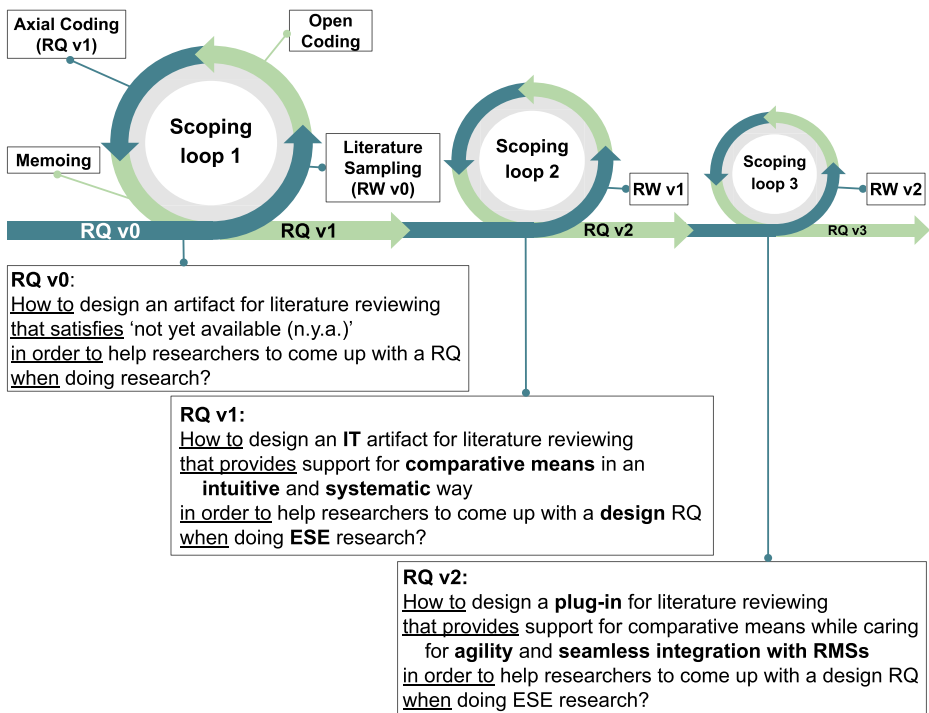 Axial Coding
(RQ v1)
Open
Coding
Memoing
Scoping
loop 1
Literature
Sampling
(RW v0)
Scoping
loop 2
RW v1
Scoping
loop 3
RW v2
RQ v0
RQ v1
RQ v2
RQ v3
RQ v0:
How to design an artifact for literature reviewing
that satisfies ‘not yet available (n.y.a.)’
in order to help researchers to come up with a RQ
when doing research?
RQ v1:
How to design an IT artifact for literature reviewing
that provides support for comparative means in an
intuitive and systematic way
in order to help researchers to come up with a design RQ
when doing ESE research?
RQ v2:
How to design a plug-in for literature reviewing
that provides support for comparative means while caring
for agility and seamless integration with RMSs
in order to help researchers to come up with a design RQ
when doing ESE research?